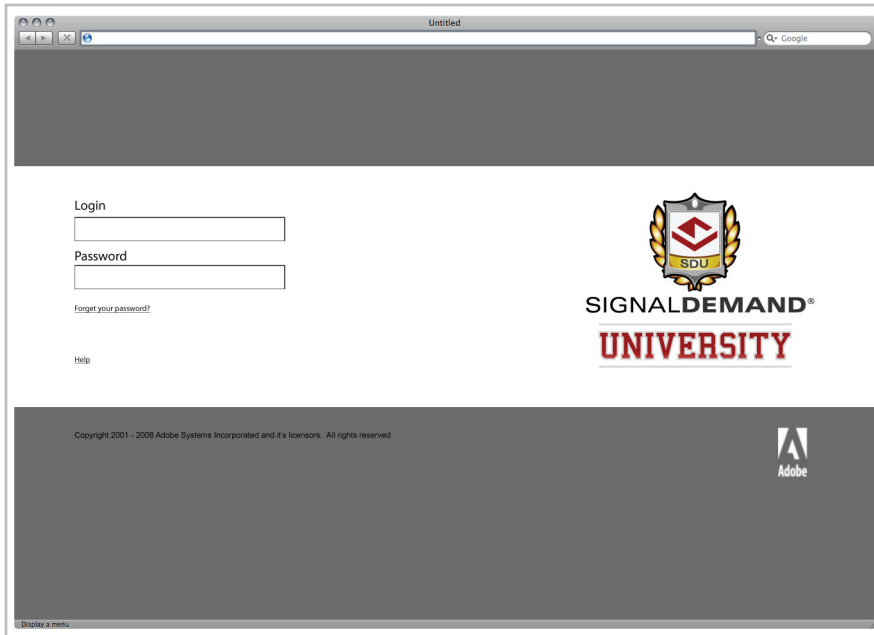 Untitled
Google
Login
Password
Forget your password?
Help
SDU
SIGNALDEMAND®
UNIVERSITY
Copyright 2001 - 2008 Adobe Systems Incorporated and it's licensors. All rights reserved
Adobe
Display a menu